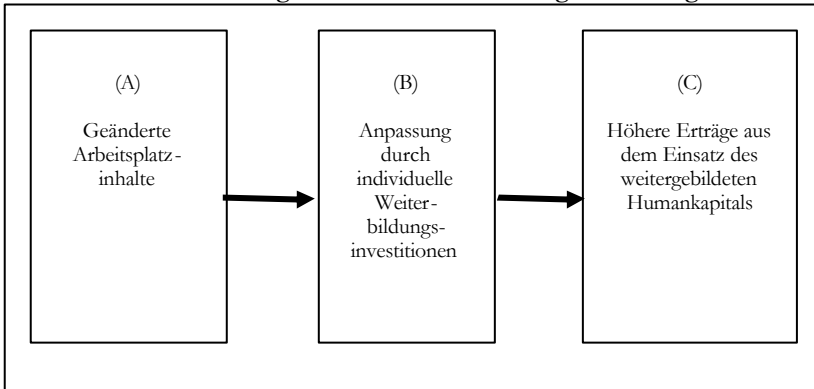 (A)
Geänderte
Arbeitsplatz-
inhalte
(B)
Anpassung
durch
individuelle
Weiter-
bildungs-
investitionen
(C)
Höhere Erträge aus
dem Einsatz des
weitergebildeten
Humankapitals